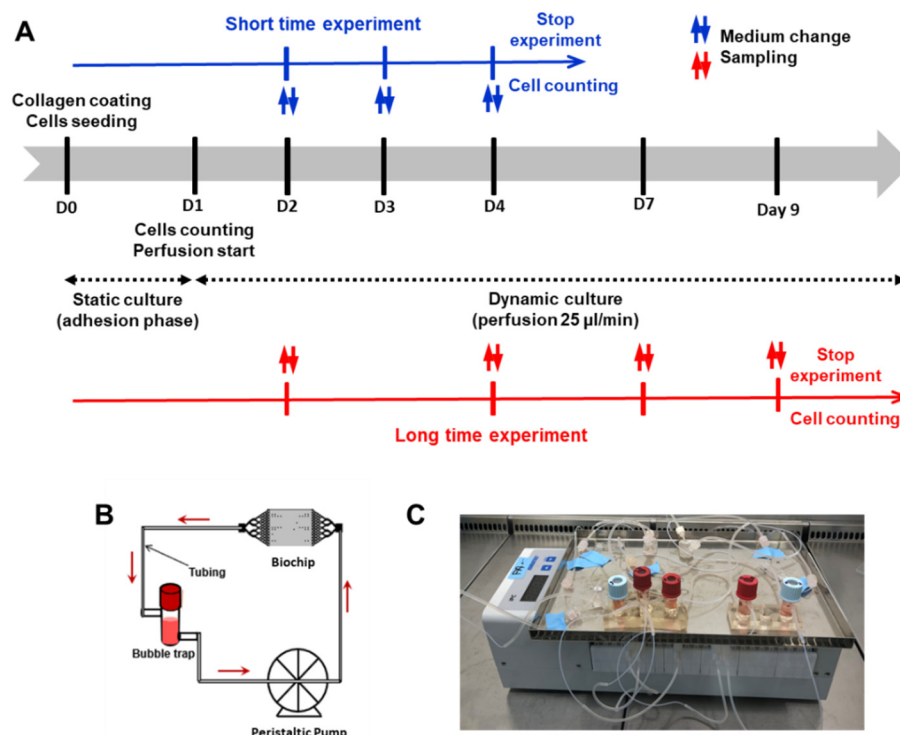 A
Short time experiment
Stop
experiment
Cell counting
Medium change
Sampling
Collagen coating
Cells seeding
D0
D1
D2
D3
D4
D7
Day 9
Cells counting
Perfusion start
Static culture
(adhesion phase)
Dynamic culture
(perfusion 25 µl/min)
Stop
experiment
Cell counting
Long time experiment
B
Biochip
Tubing
Bubble trap
Peristaltic Pump
C